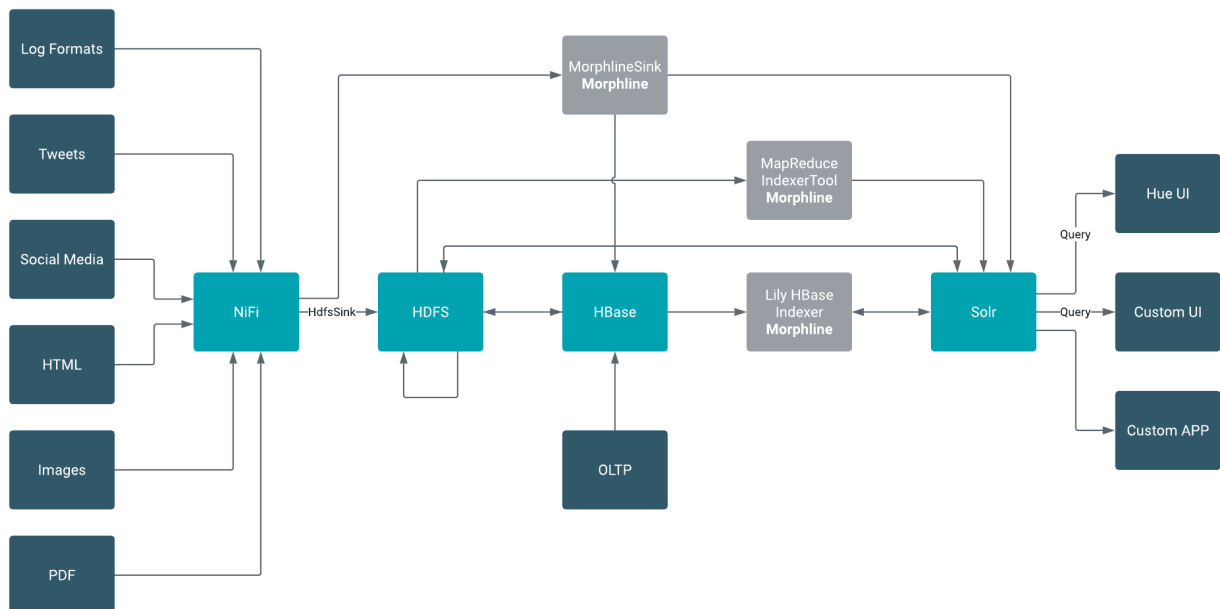 Log Formats
Tweets
Social Media
HTML
Images
PDF
NiFi
HdfsSink
HDFS
MorphlineSink
Morphline
MapReduce
IndexerTool
Morphline
HBase
OLTP
Lily HBase
Indexer
Morphline
Solr
Query
Query
Hue UI
Custom UI
Custom APP